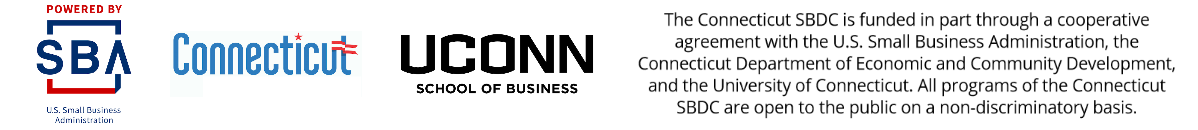 POWERED BY
SBA
U.S. Small Business
Administration
Connecticut
UCONN
SCHOOL OF BUSINESS
The Connecticut SBDC is funded in part through a cooperative
agreement with the U.S. Small Business Administration, the
Connecticut Department of Economic and Community Development,
and the University of Connecticut. All programs of the Connecticut
SBDC are open to the public on a non-discriminatory basis.